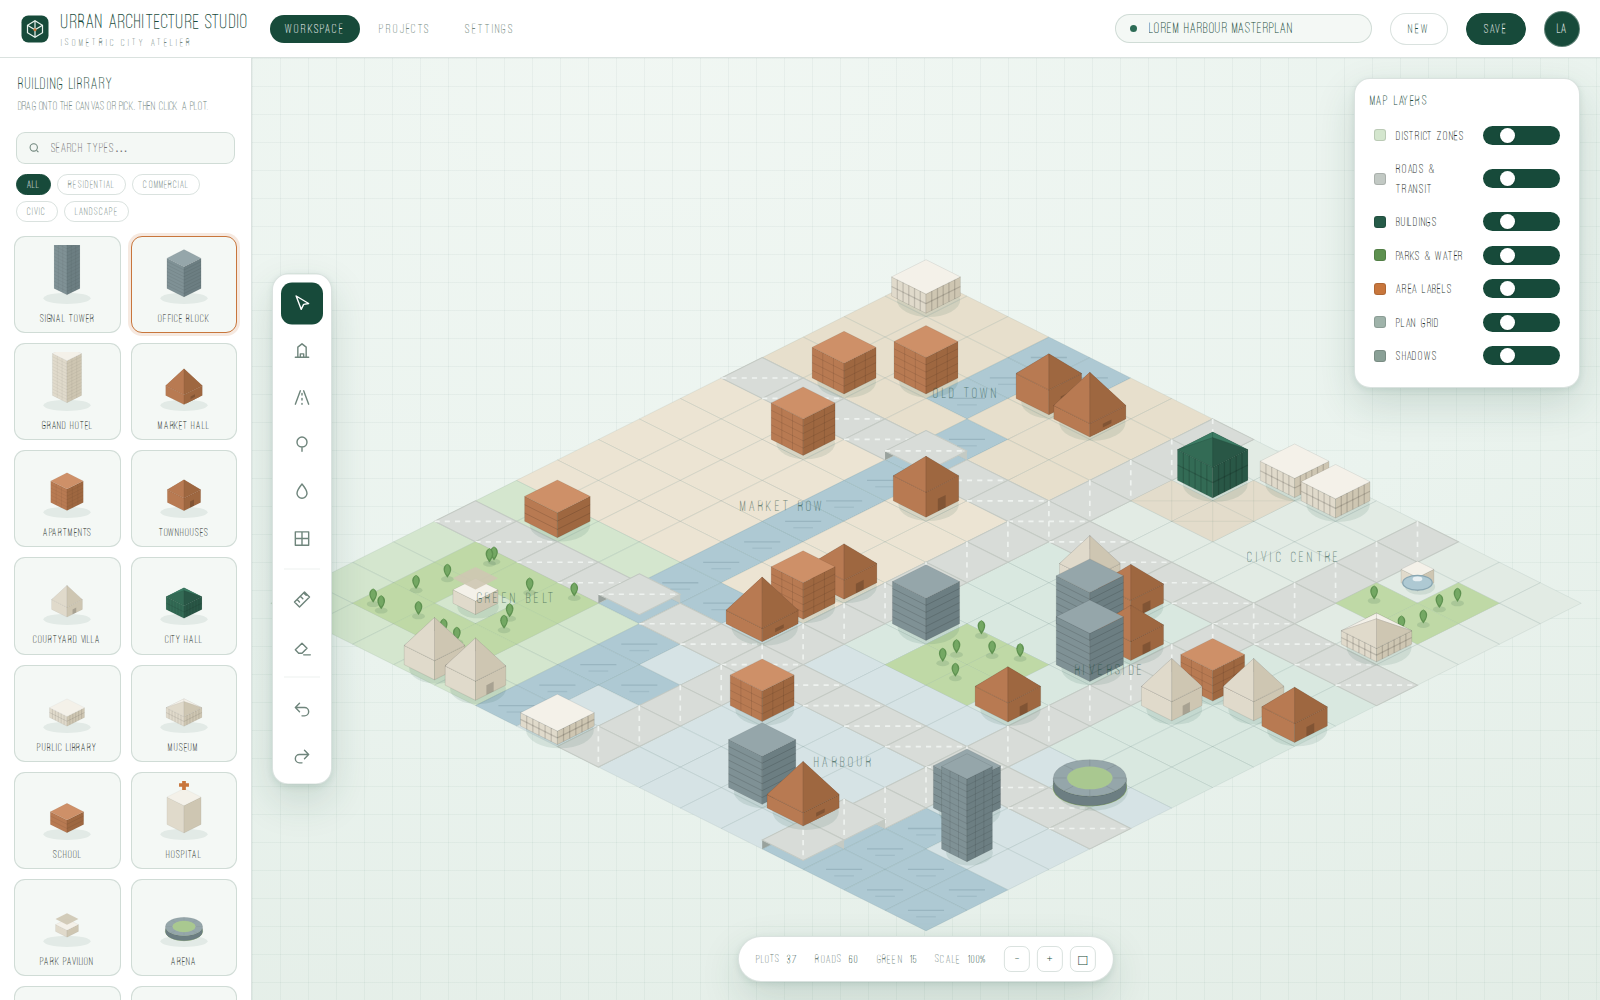 URBAN ARCHITECTURE STUDIO
ISOMETRIC CITY ATELIER
WORKSPACE
PROJECTS
SETTINGS
LOREM HARBOUR MASTERPLAN
NEW
SAVE
LA
BUILDING LIBRARY
DRAG ONTO THE CANVAS OR PICK, THEN CLICK A PLOT.
SEARCH TYPES...
ALL
RESIDENTIAL
COMMERCIAL
CIVIC
LANDSCAPE
SIGNAL TOWER
OFFICE BLOCK
GRAND HOTEL
MARKET HALL
APARTMENTS
TOWNHOUSES
COURTYARD VILLA
CITY HALL
PUBLIC LIBRARY
MUSEUM
SCHOOL
HOSPITAL
PARK PAVILION
ARENA
MAP LAYERS
DISTRICT ZONES
ROADS &
TRANSIT
BUILDINGS
PARKS & WATER
AREA LABELS
PLAN GRID
SHADOWS
OLD TOWN
MARKET ROW
CIVIC CENTRE
GREEN BELT
RIVERSIDE
HARBOUR
PLOTS 37
ROADS 60
GREEN 15
SCALE 100%
-
+